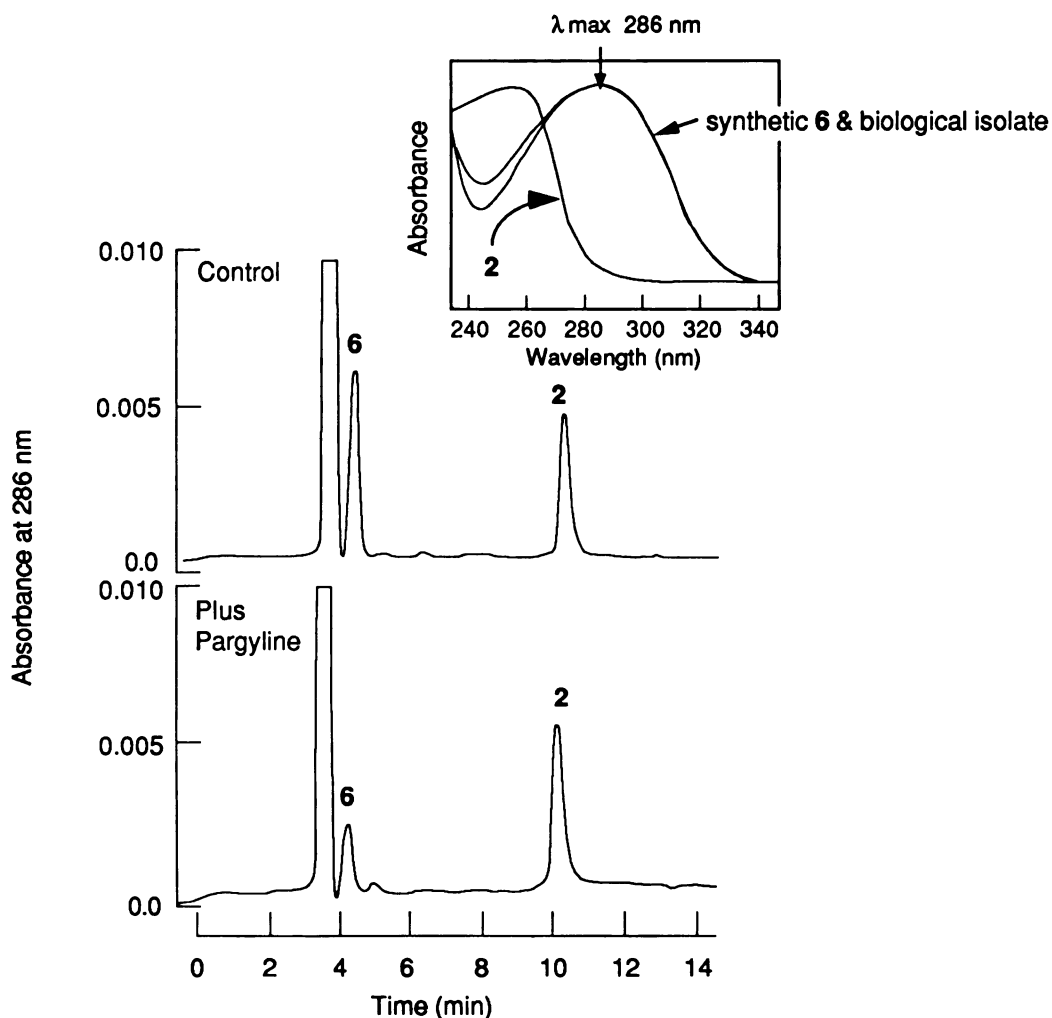 λ max 286 nm
synthetic 6 & biological isolate
Absorbance
2
240 260 280 300 320 340
Wavelength (nm)
Absorbance at 286 nm
0.010
Control
6
2
0.005
0.0
0.010
Plus
Pargyline
2
0.005
6
0.0
0 2 4 6 8 10 12 14
Time (min)